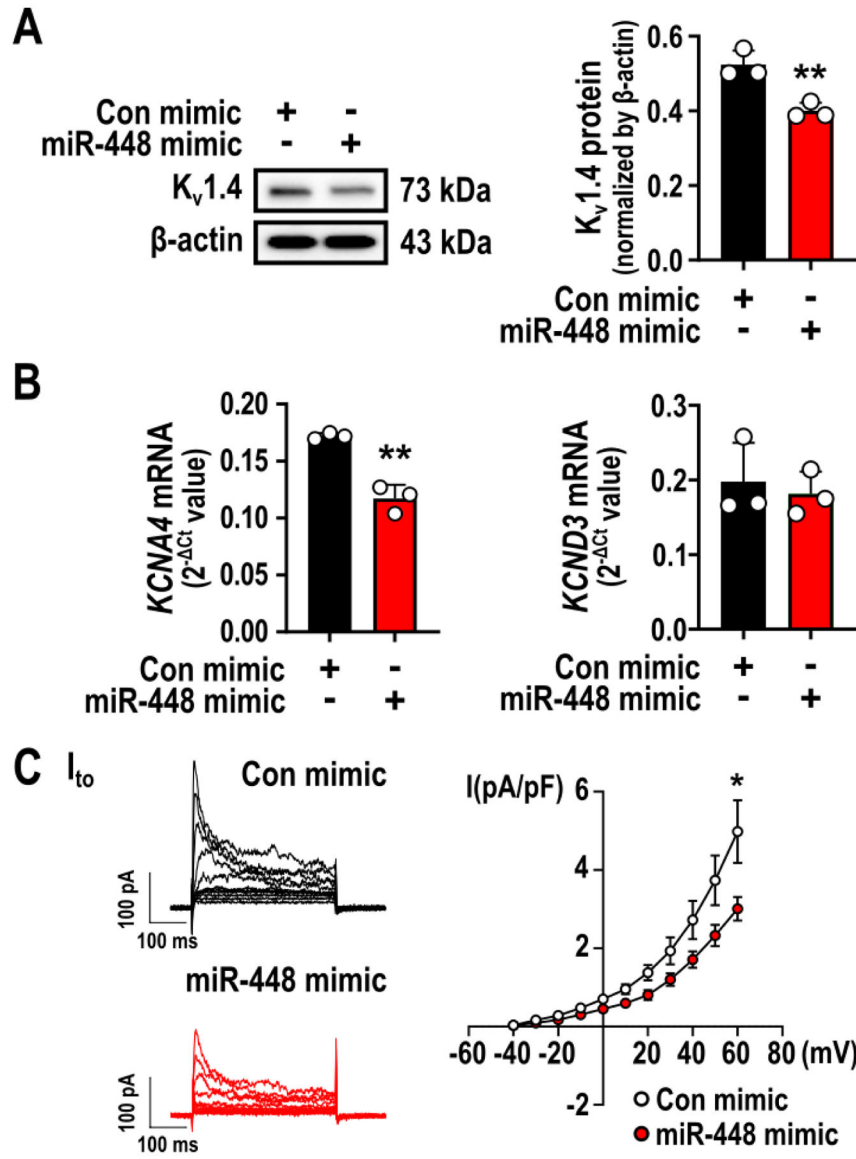 A
Con mimic + -
miR-448 mimic - +
Kv1.4 73 kDa
β-actin 43 kDa
Kv1.4 protein
(normalized by β-actin)
0.6
0.4
0.2
0.0
**
Con mimic + -
miR-448 mimic - +
B
KCNA4 mRNA
(2-ΔCt value)
0.20
0.15
0.10
0.05
0.00
**
Con mimic + -
miR-448 mimic - +
KCND3 mRNA
(2-ΔCt value)
0.3
0.2
0.1
0.0
Con mimic + -
miR-448 mimic - +
C
Ito
Con mimic
100 pA
100 ms
miR-448 mimic
100 pA
100 ms
I(pA/pF)
6
4
2
-2
*
-60 -40 -20 20 40 60 80 (mV)
Con mimic
miR-448 mimic